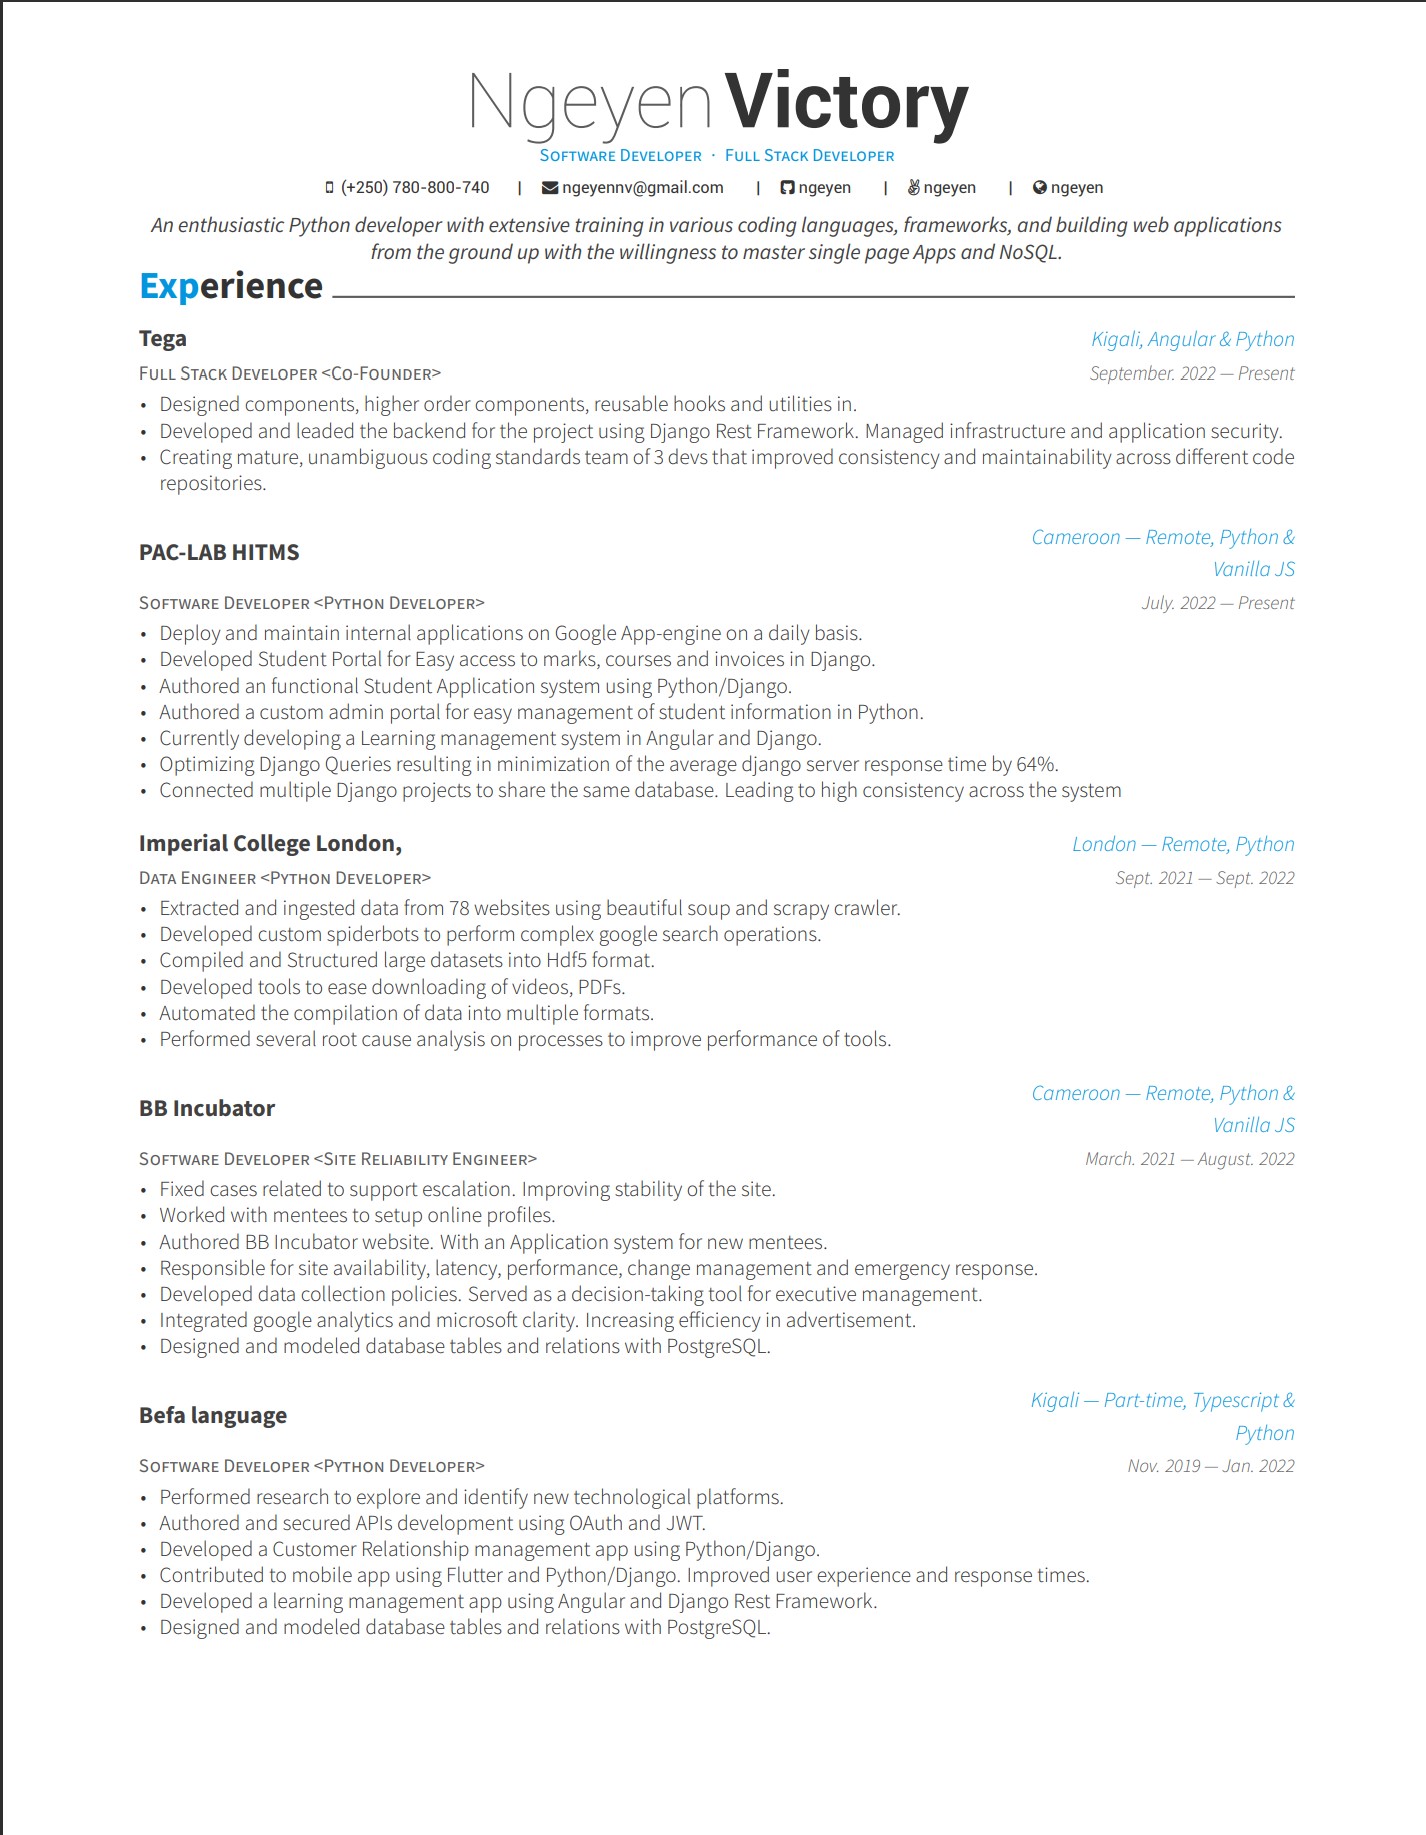 Ngeyen Victory
Software Developer · Full Stack Developer
(+250) 780-800-740 | ngeyennv@gmail.com | ngeyen | ngeyen | ngeyen
An enthusiastic Python developer with extensive training in various coding languages, frameworks, and building web applications
from the ground up with the willingness to master single page Apps and NoSQL.
Experience
Tega Kigali, Angular & Python
Full Stack Developer <Co-Founder> September. 2022 — Present
• Designed components, higher order components, reusable hooks and utilities in.
• Developed and leaded the backend for the project using Django Rest Framework. Managed infrastructure and application security.
• Creating mature, unambiguous coding standards team of 3 devs that improved consistency and maintainability across different code
repositories.
PAC-LAB HITMS Cameroon — Remote, Python &
Vanilla JS
Software Developer <Python Developer> July. 2022 — Present
• Deploy and maintain internal applications on Google App-engine on a daily basis.
• Developed Student Portal for Easy access to marks, courses and invoices in Django.
• Authored an functional Student Application system using Python/Django.
• Authored a custom admin portal for easy management of student information in Python.
• Currently developing a Learning management system in Angular and Django.
• Optimizing Django Queries resulting in minimization of the average django server response time by 64%.
• Connected multiple Django projects to share the same database. Leading to high consistency across the system
Imperial College London, London — Remote, Python
Data Engineer <Python Developer> Sept. 2021 — Sept. 2022
• Extracted and ingested data from 78 websites using beautiful soup and scrapy crawler.
• Developed custom spiderbots to perform complex google search operations.
• Compiled and Structured large datasets into Hdf5 format.
• Developed tools to ease downloading of videos, PDFs.
• Automated the compilation of data into multiple formats.
• Performed several root cause analysis on processes to improve performance of tools.
BB Incubator Cameroon — Remote, Python &
Vanilla JS
Software Developer <Site Reliability Engineer> March. 2021 — August. 2022
• Fixed cases related to support escalation. Improving stability of the site.
• Worked with mentees to setup online profiles.
• Authored BB Incubator website. With an Application system for new mentees.
• Responsible for site availability, latency, performance, change management and emergency response.
• Developed data collection policies. Served as a decision-taking tool for executive management.
• Integrated google analytics and microsoft clarity. Increasing efficiency in advertisement.
• Designed and modeled database tables and relations with PostgreSQL.
Befa language Kigali — Part-time, Typescript &
Python
Software Developer <Python Developer> Nov. 2019 — Jan. 2022
• Performed research to explore and identify new technological platforms.
• Authored and secured APIs development using OAuth and JWT.
• Developed a Customer Relationship management app using Python/Django.
• Contributed to mobile app using Flutter and Python/Django. Improved user experience and response times.
• Developed a learning management app using Angular and Django Rest Framework.
• Designed and modeled database tables and relations with PostgreSQL.